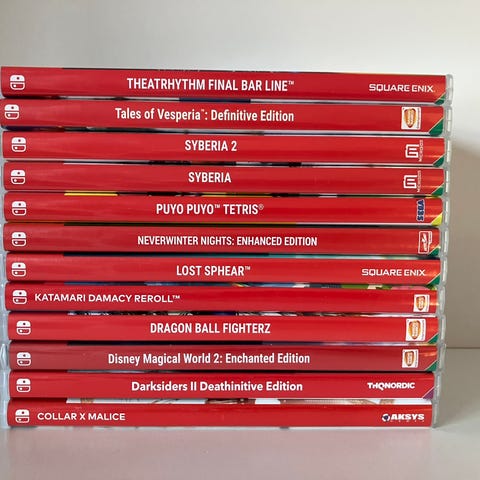 THEATRHYTHM FINAL BAR LINE™ SQUARE ENIX
Tales of Vesperia™: Definitive Edition
SYBERIA 2
SYBERIA
PUYO PUYO™ TETRIS® SEGA
NEVERWINTER NIGHTS: ENHANCED EDITION
LOST SPHEAR™ SQUARE ENIX
KATAMARI DAMACY REROLL™
DRAGON BALL FIGHTERZ
Disney Magical World 2: Enchanted Edition
Darksiders II Deathinitive Edition THQNORDIC
COLLAR X MALICE AKSYS